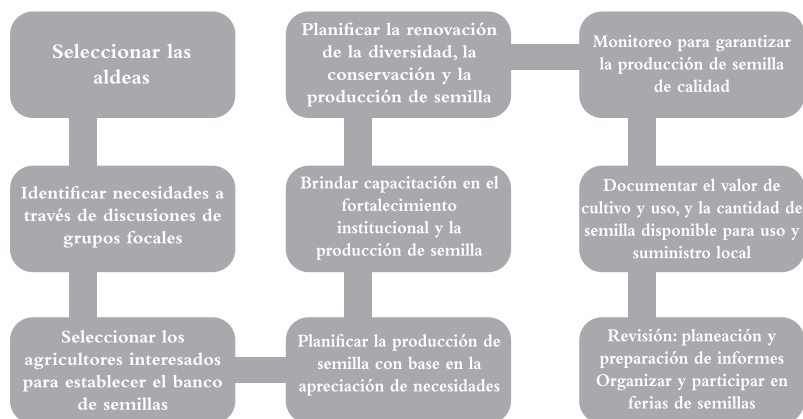 Seleccionar las
aldeas
Identificar necesidades a
través de discusiones de
grupos focales
Seleccionar los
agricultores interesados
para establecer el banco
de semillas
Planificar la producción de
semilla con base en la
apreciación de necesidades
Brindar capacitación en el
fortalecimiento
institucional y la
producción de semilla
Planificar la renovación
de la diversidad, la
conservación y la
producción de semilla
Monitoreo para garantizar
la producción de semilla
de calidad
Documentar el valor de
cultivo y uso, y la cantidad de
semilla disponible para uso y
suministro local
Revisión: planeación y
preparación de informes
Organizar y participar en
ferias de semillas